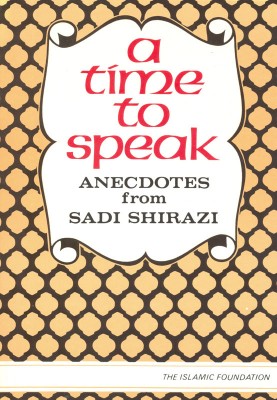 a
time
to
speak
ANECDOTES
from
SADI SHIRAZI
THE ISLAMIC FOUNDATION